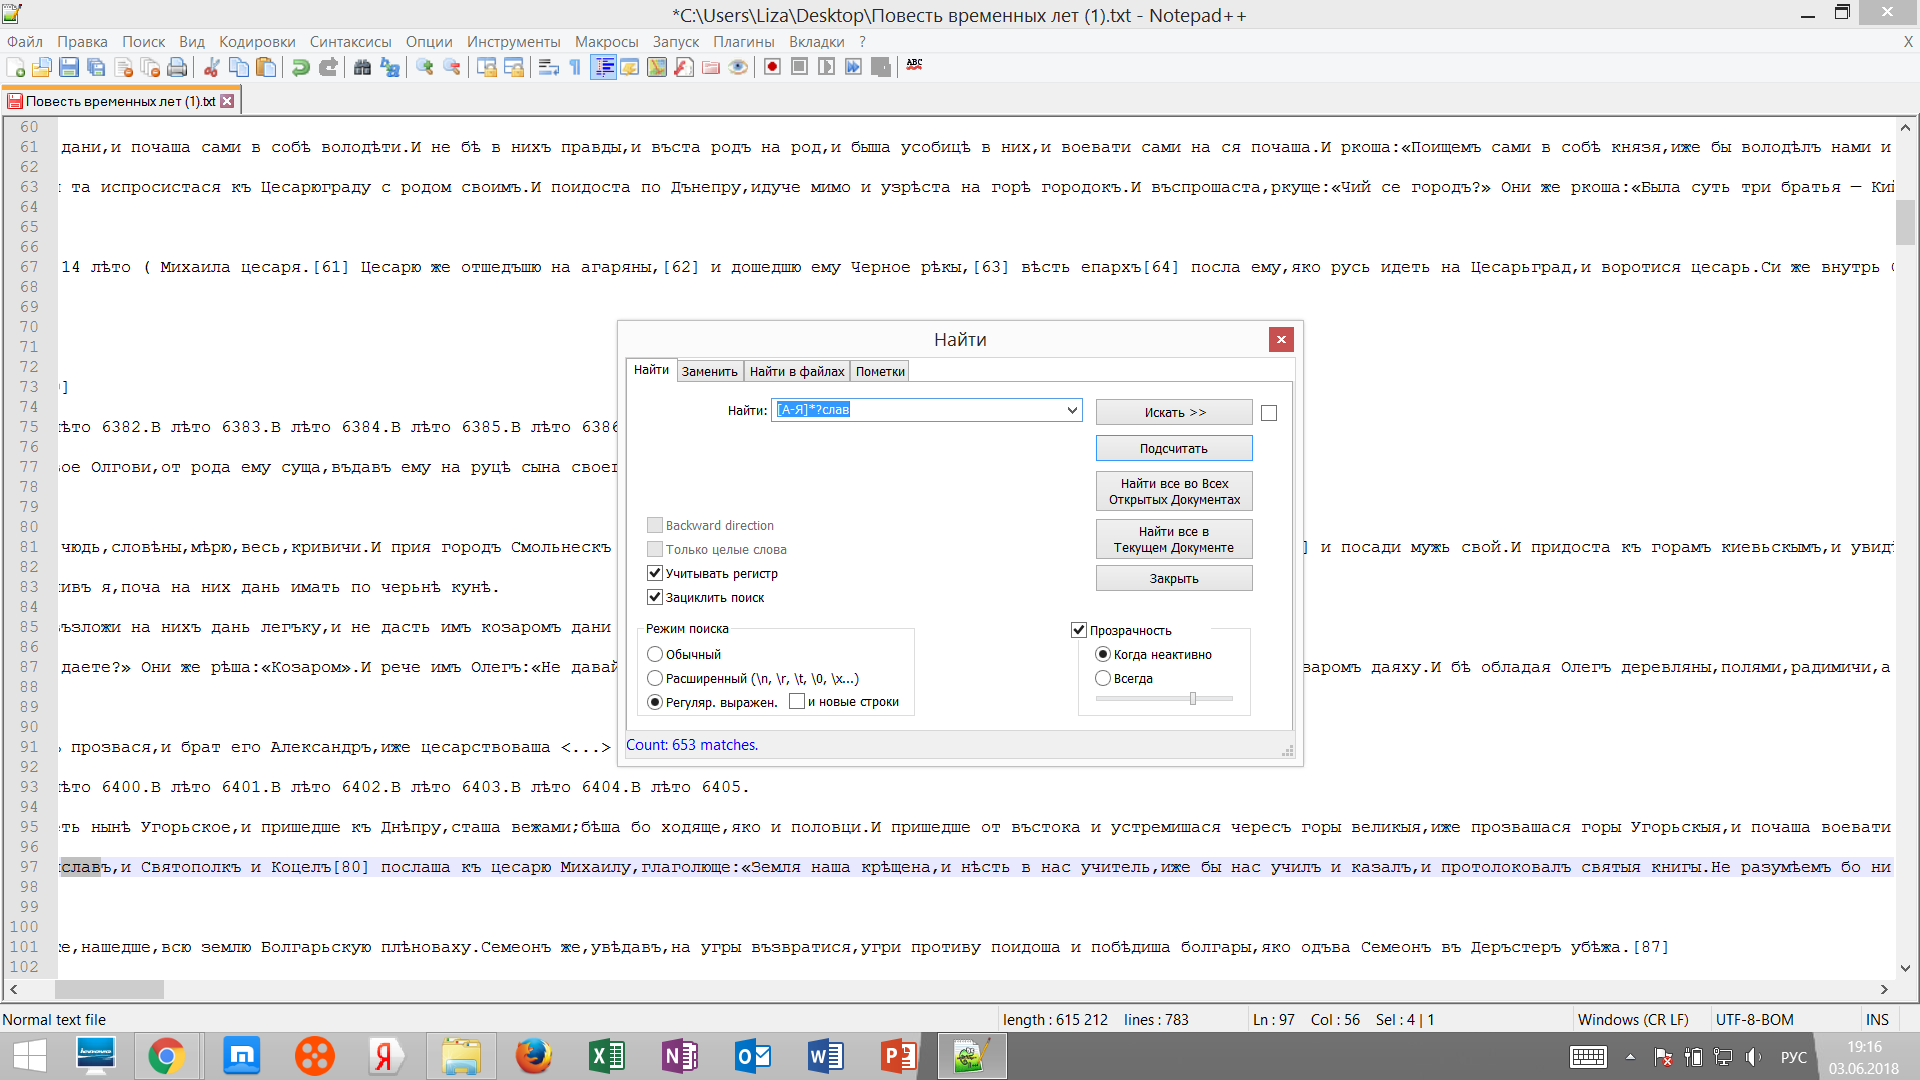 *C:\Users\Liza\Desktop\Повесть временных лет (1).txt - Notepad++
Файл Правка Поиск Вид Кодировки Синтаксисы Опции Инструменты Макросы Запуск Плагины Вкладки ? X
Повесть временных лет (1).txt
60
61 дани,и почаша сами в собѣ володѣти.И не бѣ в нихъ правды,и въста родъ на род,и быша усобицѣ в них,и воевати сами на ся почаша.И ркоша:«Поищемъ сами в собѣ князя,иже бы володѣлъ нами и
62
63 и та испросистася къ Цесарюграду с родом своимъ.И поидоста по Дънепру,идуче мимо и узрѣста на горѣ городокъ.И въспрошаста,ркуще:«Чий се городъ?» Они же ркоша:«Была суть три братья — Кий
64
65
66
67 14 лѣто ( Михаила цесаря.[61] Цесарю же отшедъшю на агаряны,[62] и дошедшю ему Черное рѣкы,[63] вѣсть епархъ[64] посла ему,яко русь идеть на Цесарьград,и воротися цесарь.Си же внутрь
68
69
70
71
72
73 ]
74
75 ѣто 6382.В лѣто 6383.В лѣто 6384.В лѣто 6385.В лѣто 6386
76
77 вое Олгови,от рода ему суща,въдавъ ему на руцѣ сына своег
78
79
80
81 чюдь,словѣны,мѣрю,весь,кривичи.И прия городъ Смольнескъ ] и посади мужь свой.И придоста къ горамъ киевьскымъ,и увид
82
83 ивъ я,поча на них дань имать по черьнѣ кунѣ.
84
85 възложи на нихъ дань легъку,и не дасть имъ козаромъ дани
86
87 даете?» Они же рѣша:«Козаром».И рече имъ Олегъ:«Не давай варомъ даяху.И бѣ обладая Олегъ деревляны,полями,радимичи,а
88
89
90
91 ь прозвася,и брат его Александръ,иже цесарствоваша <...>
92
93 ѣто 6400.В лѣто 6401.В лѣто 6402.В лѣто 6403.В лѣто 6404.В лѣто 6405.
94
95 еть нынѣ Угорьское,и пришедше къ Днѣпру,сташа вежами;бѣша бо ходяще,яко и половци.И пришедше от въстока и устремишася чересъ горы великыя,иже прозвашася горы Угорьскыя,и почаша воевати
96
97 славъ,и Святополкъ и Коцелъ[80] послаша къ цесарю Михаилу,глаголюще:«Земля наша крѣщена,и нѣсть в нас учитель,иже бы нас училъ и казалъ,и протолоковалъ святыя книгы.Не разумѣемъ бо ни
98
99
100
101 же,нашедше,всю землю Болгарьскую плѣноваху.Семеонъ же,увѣдавъ,на угры възвратися,угри противу поидоша и побѣдиша болгары,яко одъва Семеонъ въ Деръстеръ убѣжа.[87]
102
Найти
Найти Заменить Найти в файлах Пометки
Найти: [А-Я]*?слав
Искать >>
Подсчитать
Найти все во Всех
Открытых Документах
Найти все в
Текущем Документе
Закрыть
Backward direction
Только целые слова
Учитывать регистр
Зациклить поиск
Режим поиска
Обычный
Расширенный (\n, \r, \t, \0, \x...)
Регуляр. выражен. и новые строки
Прозрачность
Когда неактивно
Всегда
Count: 653 matches.
Normal text file length : 615 212 lines : 783 Ln : 97 Col : 56 Sel : 4 | 1 Windows (CR LF) UTF-8-BOM INS
РУС
19:16
03.06.2018